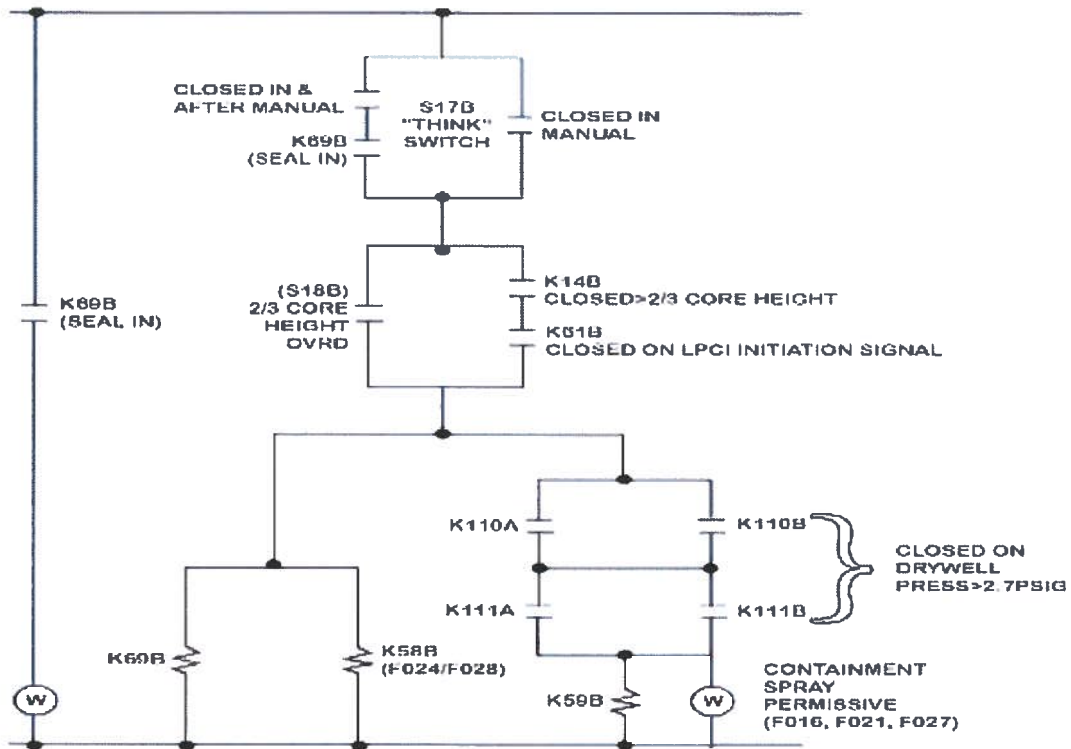 CLOSED IN &
AFTER MANUAL
K69B
(SEAL IN)
S17B
"THINK"
SWITCH
CLOSED IN
MANUAL
K69B
(SEAL IN)
(S18B)
2/3 CORE
HEIGHT
OVRD
K14B
CLOSED>2/3 CORE HEIGHT
K61B
CLOSED ON LPCI INITIATION SIGNAL
K110A
K110B
K111A
K111B
CLOSED ON
DRYWELL
PRESS>2.7PSIG
K69B
K58B
(F024/F028)
K59B
W
W
CONTAINMENT
SPRAY
PERMISSIVE
(F016, F021, F027)